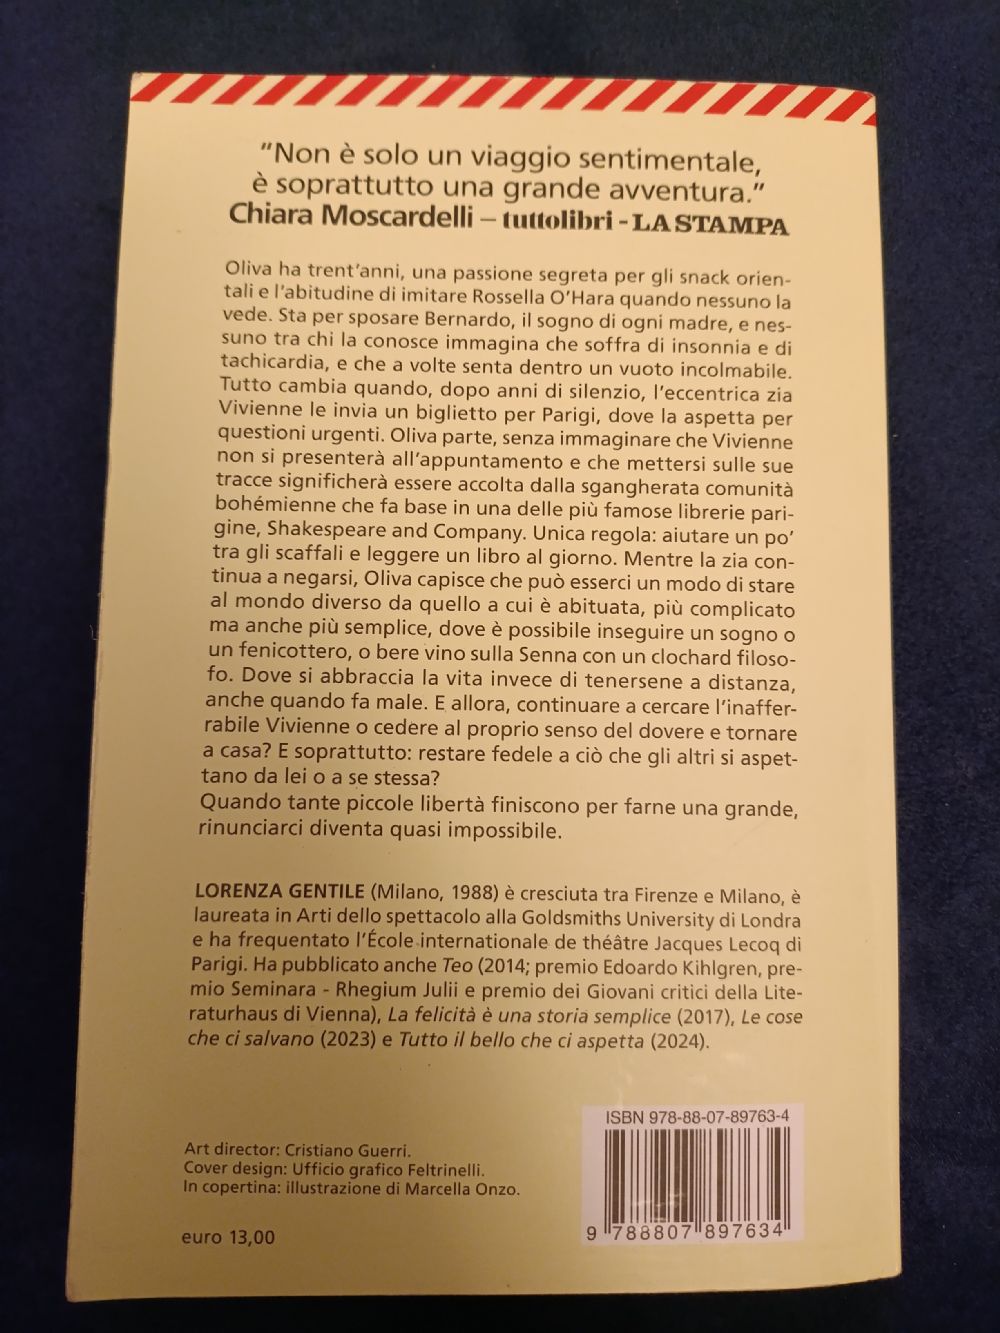 “Non è solo un viaggio sentimentale,
è soprattutto una grande avventura.”
Chiara Moscardelli – tuttolibri - LA STAMPA
Oliva ha trent’anni, una passione segreta per gli snack orien-
tali e l’abitudine di imitare Rossella O’Hara quando nessuno la
vede. Sta per sposare Bernardo, il sogno di ogni madre, e nes-
suno tra chi la conosce immagina che soffra di insonnia e di
tachicardia, e che a volte senta dentro un vuoto incolmabile.
Tutto cambia quando, dopo anni di silenzio, l’eccentrica zia
Vivienne le invia un biglietto per Parigi, dove la aspetta per
questioni urgenti. Oliva parte, senza immaginare che Vivienne
non si presenterà all’appuntamento e che mettersi sulle sue
tracce significherà essere accolta dalla sgangherata comunità
bohémienne che fa base in una delle più famose librerie pari-
gine, Shakespeare and Company. Unica regola: aiutare un po’
tra gli scaffali e leggere un libro al giorno. Mentre la zia con-
tinua a negarsi, Oliva capisce che può esserci un modo di stare
al mondo diverso da quello a cui è abituata, più complicato
ma anche più semplice, dove è possibile inseguire un sogno o
un fenicottero, o bere vino sulla Senna con un clochard filoso-
fo. Dove si abbraccia la vita invece di tenersene a distanza,
anche quando fa male. E allora, continuare a cercare l’inaffer-
rabile Vivienne o cedere al proprio senso del dovere e tornare
a casa? E soprattutto: restare fedele a ciò che gli altri si aspet-
tano da lei o a se stessa?
Quando tante piccole libertà finiscono per farne una grande,
rinunciarci diventa quasi impossibile.
LORENZA GENTILE (Milano, 1988) è cresciuta tra Firenze e Milano, è
laureata in Arti dello spettacolo alla Goldsmiths University di Londra
e ha frequentato l’École internationale de théâtre Jacques Lecoq di
Parigi. Ha pubblicato anche Teo (2014; premio Edoardo Kihlgren, pre-
mio Seminara - Rhegium Julii e premio dei Giovani critici della Lite-
raturhaus di Vienna), La felicità è una storia semplice (2017), Le cose
che ci salvano (2023) e Tutto il bello che ci aspetta (2024).
ISBN 978-88-07-89763-4
Art director: Cristiano Guerri.
Cover design: Ufficio grafico Feltrinelli.
In copertina: illustrazione di Marcella Onzo.
euro 13,00
9 788807 897634